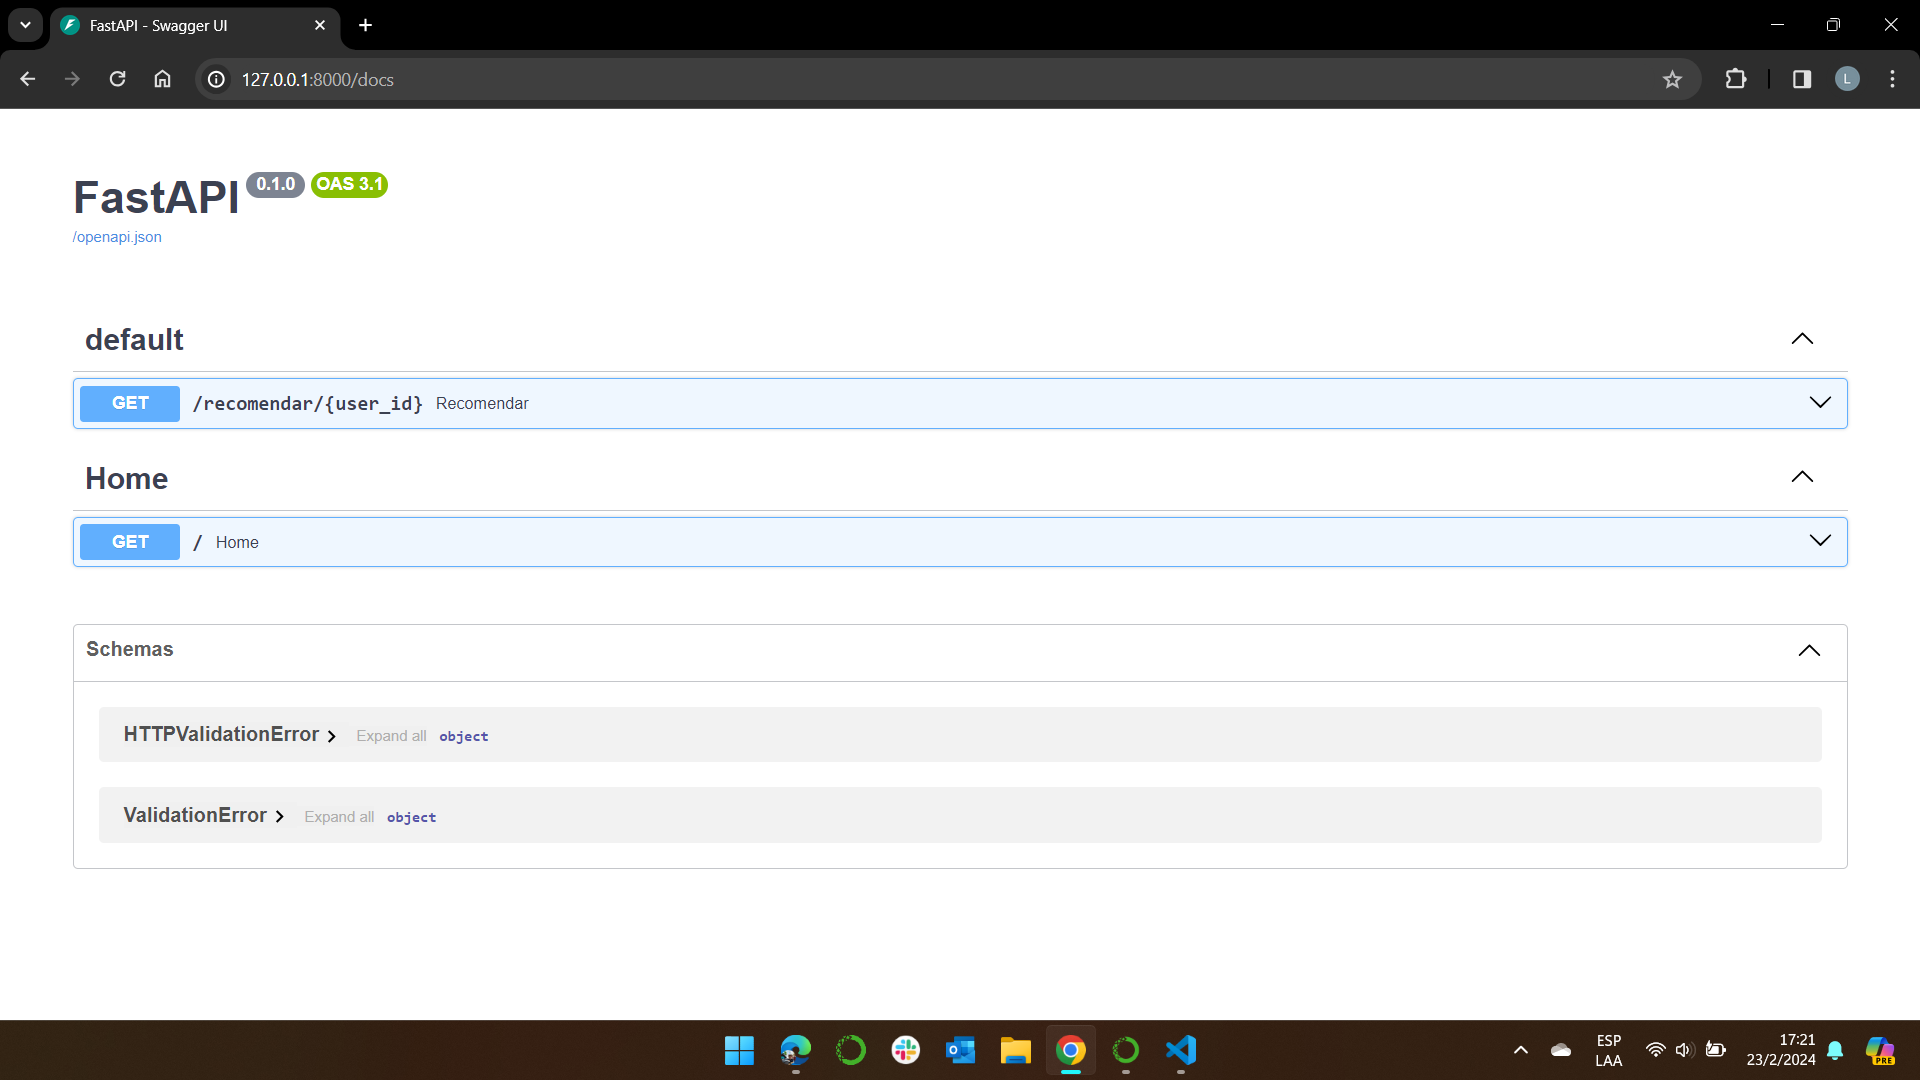 FastAPI - Swagger UI
127.0.0.1:8000/docs
L
FastAPI 0.1.0 OAS 3.1
/openapi.json
default
GET /recomendar/{user_id} Recomendar
Home
GET / Home
Schemas
HTTPValidationError Expand all object
ValidationError Expand all object
ESP
LAA
17:21
23/2/2024
PRE